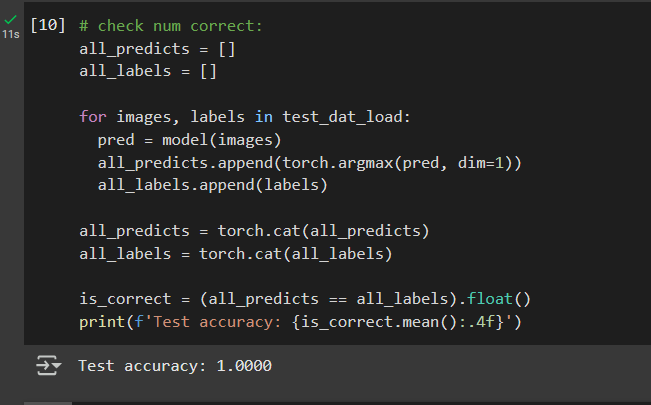 [10] # check num correct:
11s
all_predicts = []
all_labels = []
for images, labels in test_dat_load:
pred = model(images)
all_predicts.append(torch.argmax(pred, dim=1))
all_labels.append(labels)
all_predicts = torch.cat(all_predicts)
all_labels = torch.cat(all_labels)
is_correct = (all_predicts == all_labels).float()
print(f'Test accuracy: {is_correct.mean():.4f}')
Test accuracy: 1.0000